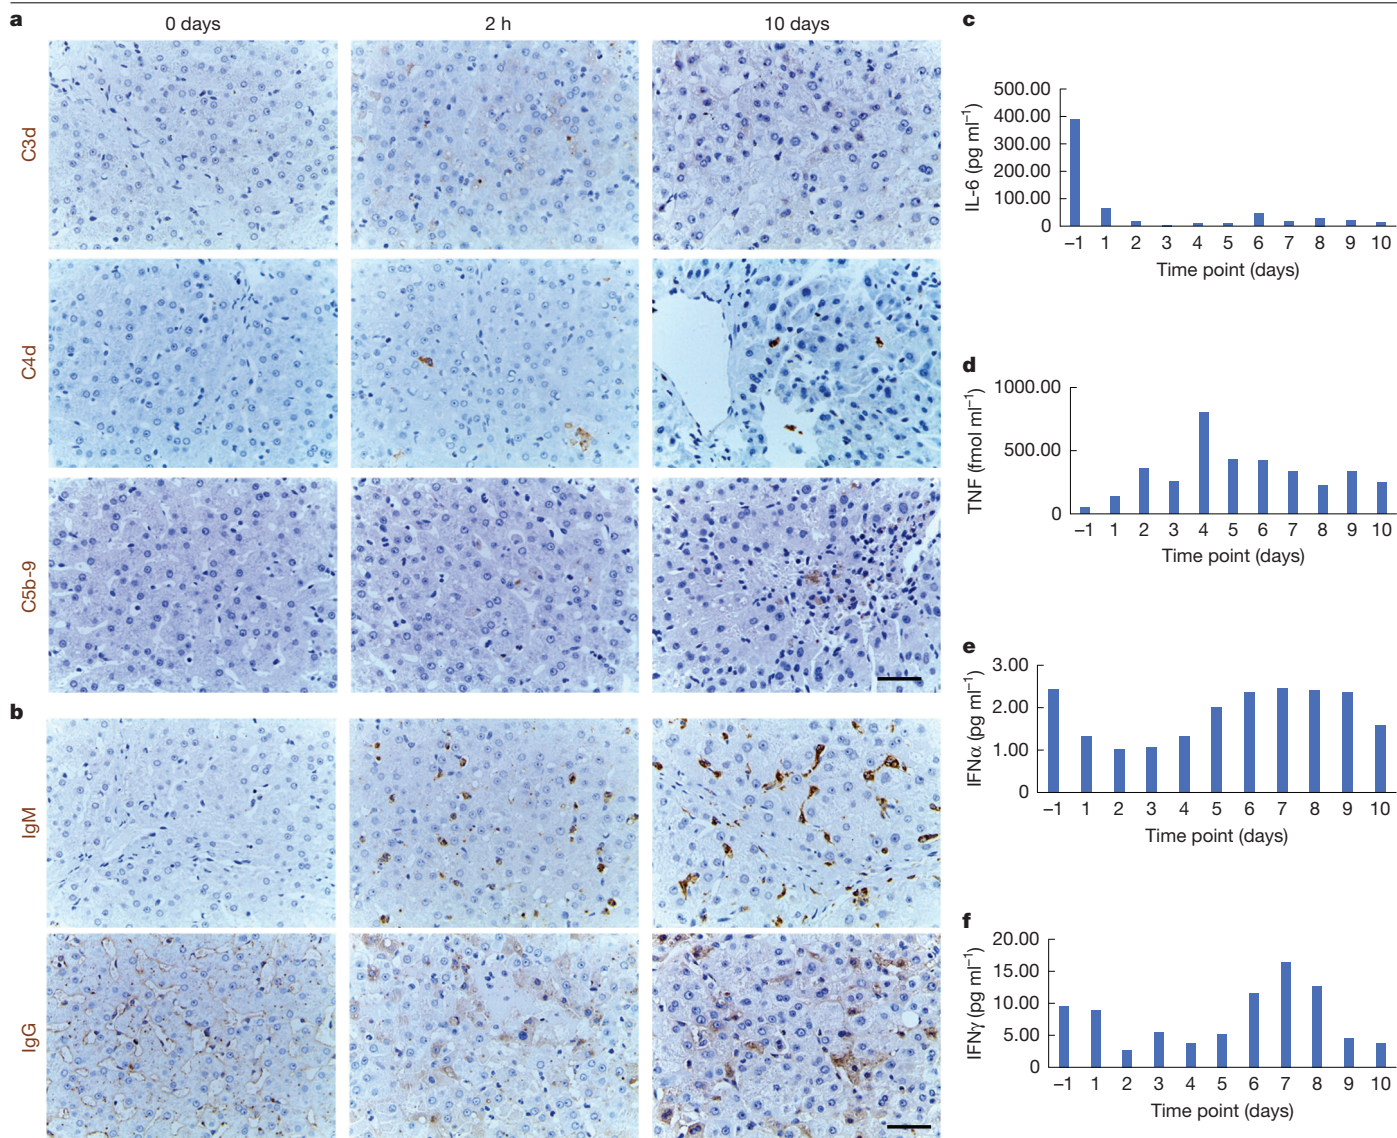 a
0 days 2 h 10 days
C3d
C4d
C5b-9
b
IgM
IgG
c
IL-6 (pg ml⁻¹)
500.00
400.00
300.00
200.00
100.00
0
–1 1 2 3 4 5 6 7 8 9 10
Time point (days)
d
TNF (fmol ml⁻¹)
1000.00
500.00
0
–1 1 2 3 4 5 6 7 8 9 10
Time point (days)
e
IFNα (pg ml⁻¹)
3.00
2.00
1.00
0
–1 1 2 3 4 5 6 7 8 9 10
Time point (days)
f
IFNγ (pg ml⁻¹)
20.00
15.00
10.00
5.00
0
–1 1 2 3 4 5 6 7 8 9 10
Time point (days)